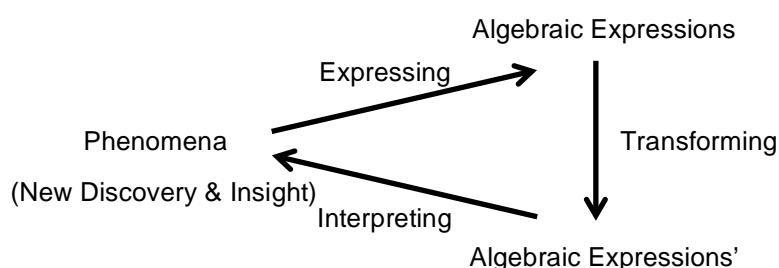 Algebraic Expressions
Expressing
Phenomena
Transforming
(New Discovery & Insight)
Interpreting
Algebraic Expressions’